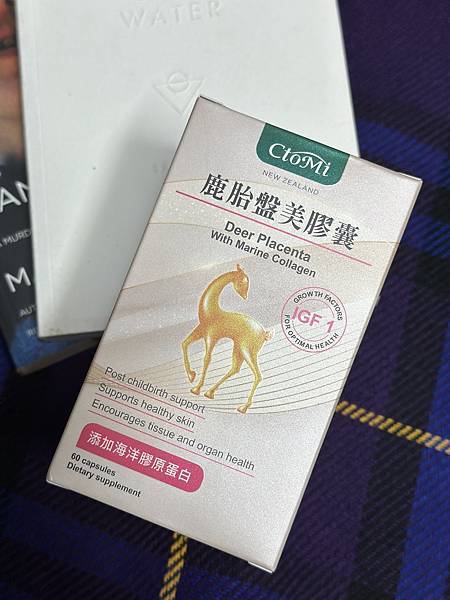 WATER
MURD
AUT
CtoMi
NEW ZEALAND
鹿胎盤美膠囊
Deer Placenta
With Marine Collagen
GROWTH FACTORS
IGF 1
FOR OPTIMAL HEALTH
Post childbirth support
Supports healthy skin
Encourages tissue and organ health
添加海洋膠原蛋白
60 capsules
Dietary supplement